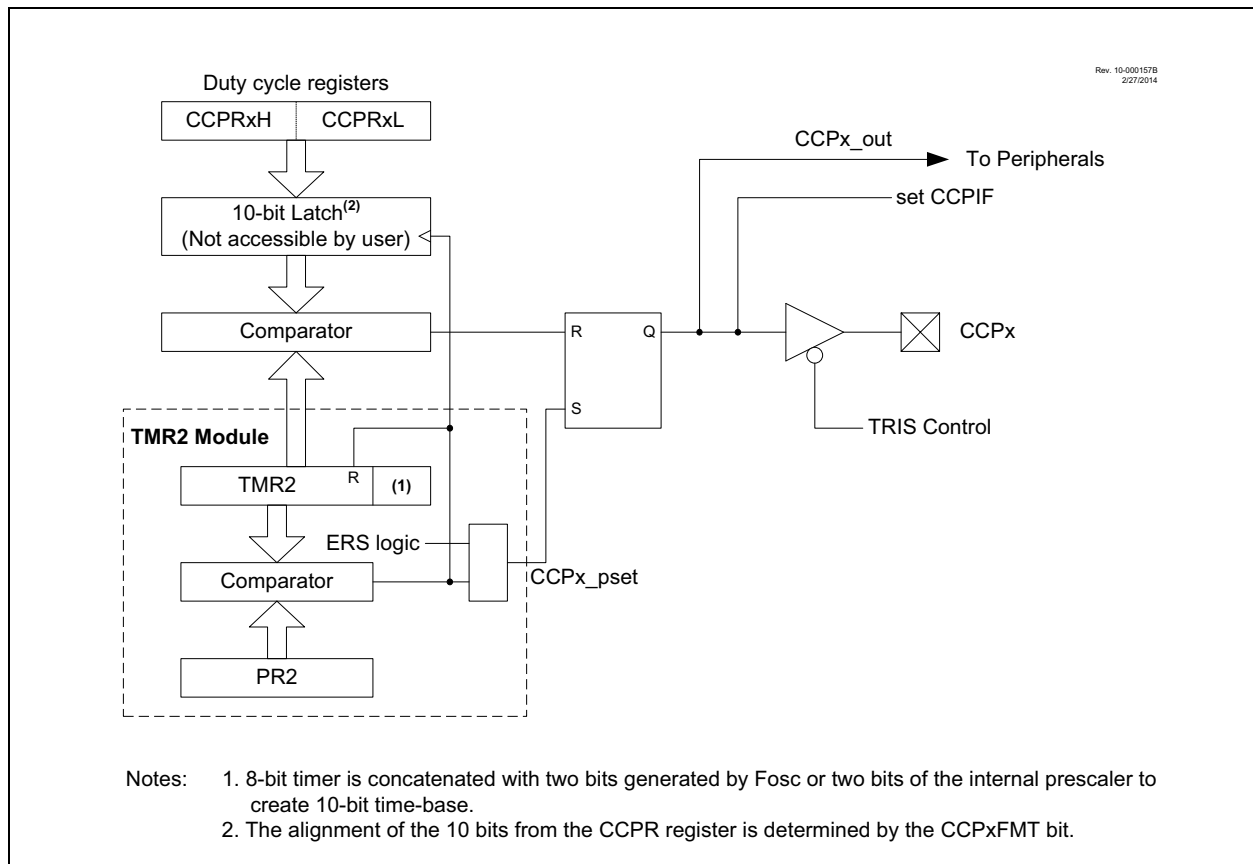 Rev. 10-000157B
2/27/2014
Duty cycle registers
CCPRxH CCPRxL
CCPx_out
To Peripherals
set CCPIF
10-bit Latch(2)
(Not accessible by user)
Comparator
R Q
CCPx
S
TRIS Control
TMR2 Module
R
TMR2 (1)
ERS logic
Comparator
CCPx_pset
PR2
Notes: 1. 8-bit timer is concatenated with two bits generated by Fosc or two bits of the internal prescaler to
create 10-bit time-base.
2. The alignment of the 10 bits from the CCPR register is determined by the CCPxFMT bit.